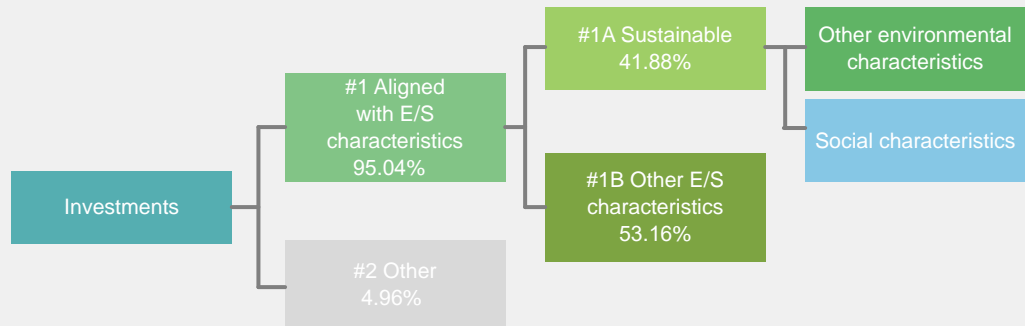 Investments
#1 Aligned
with E/S
characteristics
95.04%
#2 Other
4.96%
#1A Sustainable
41.88%
#1B Other E/S
characteristics
53.16%
Other environmental
characteristics
Social characteristics